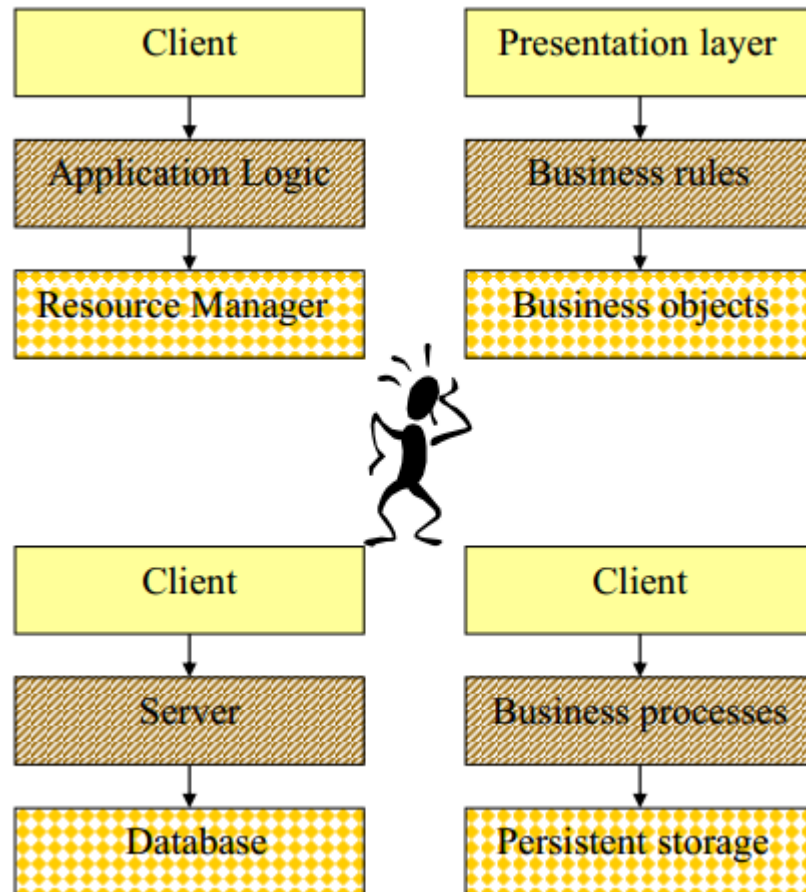 Client
Application Logic
Resource Manager
Presentation layer
Business rules
Business objects
Client
Server
Database
Client
Business processes
Persistent storage